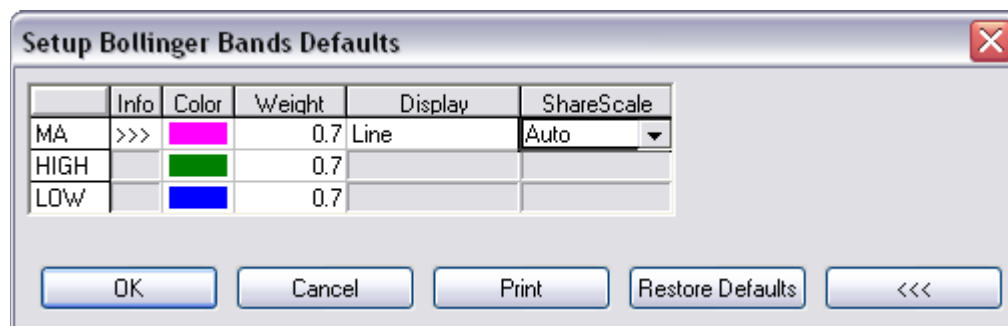 Setup Bollinger Bands Defaults
Info Color Weight Display ShareScale
MA >>> 0.7 Line Auto
HIGH 0.7
LOW 0.7
OK Cancel Print Restore Defaults <<<